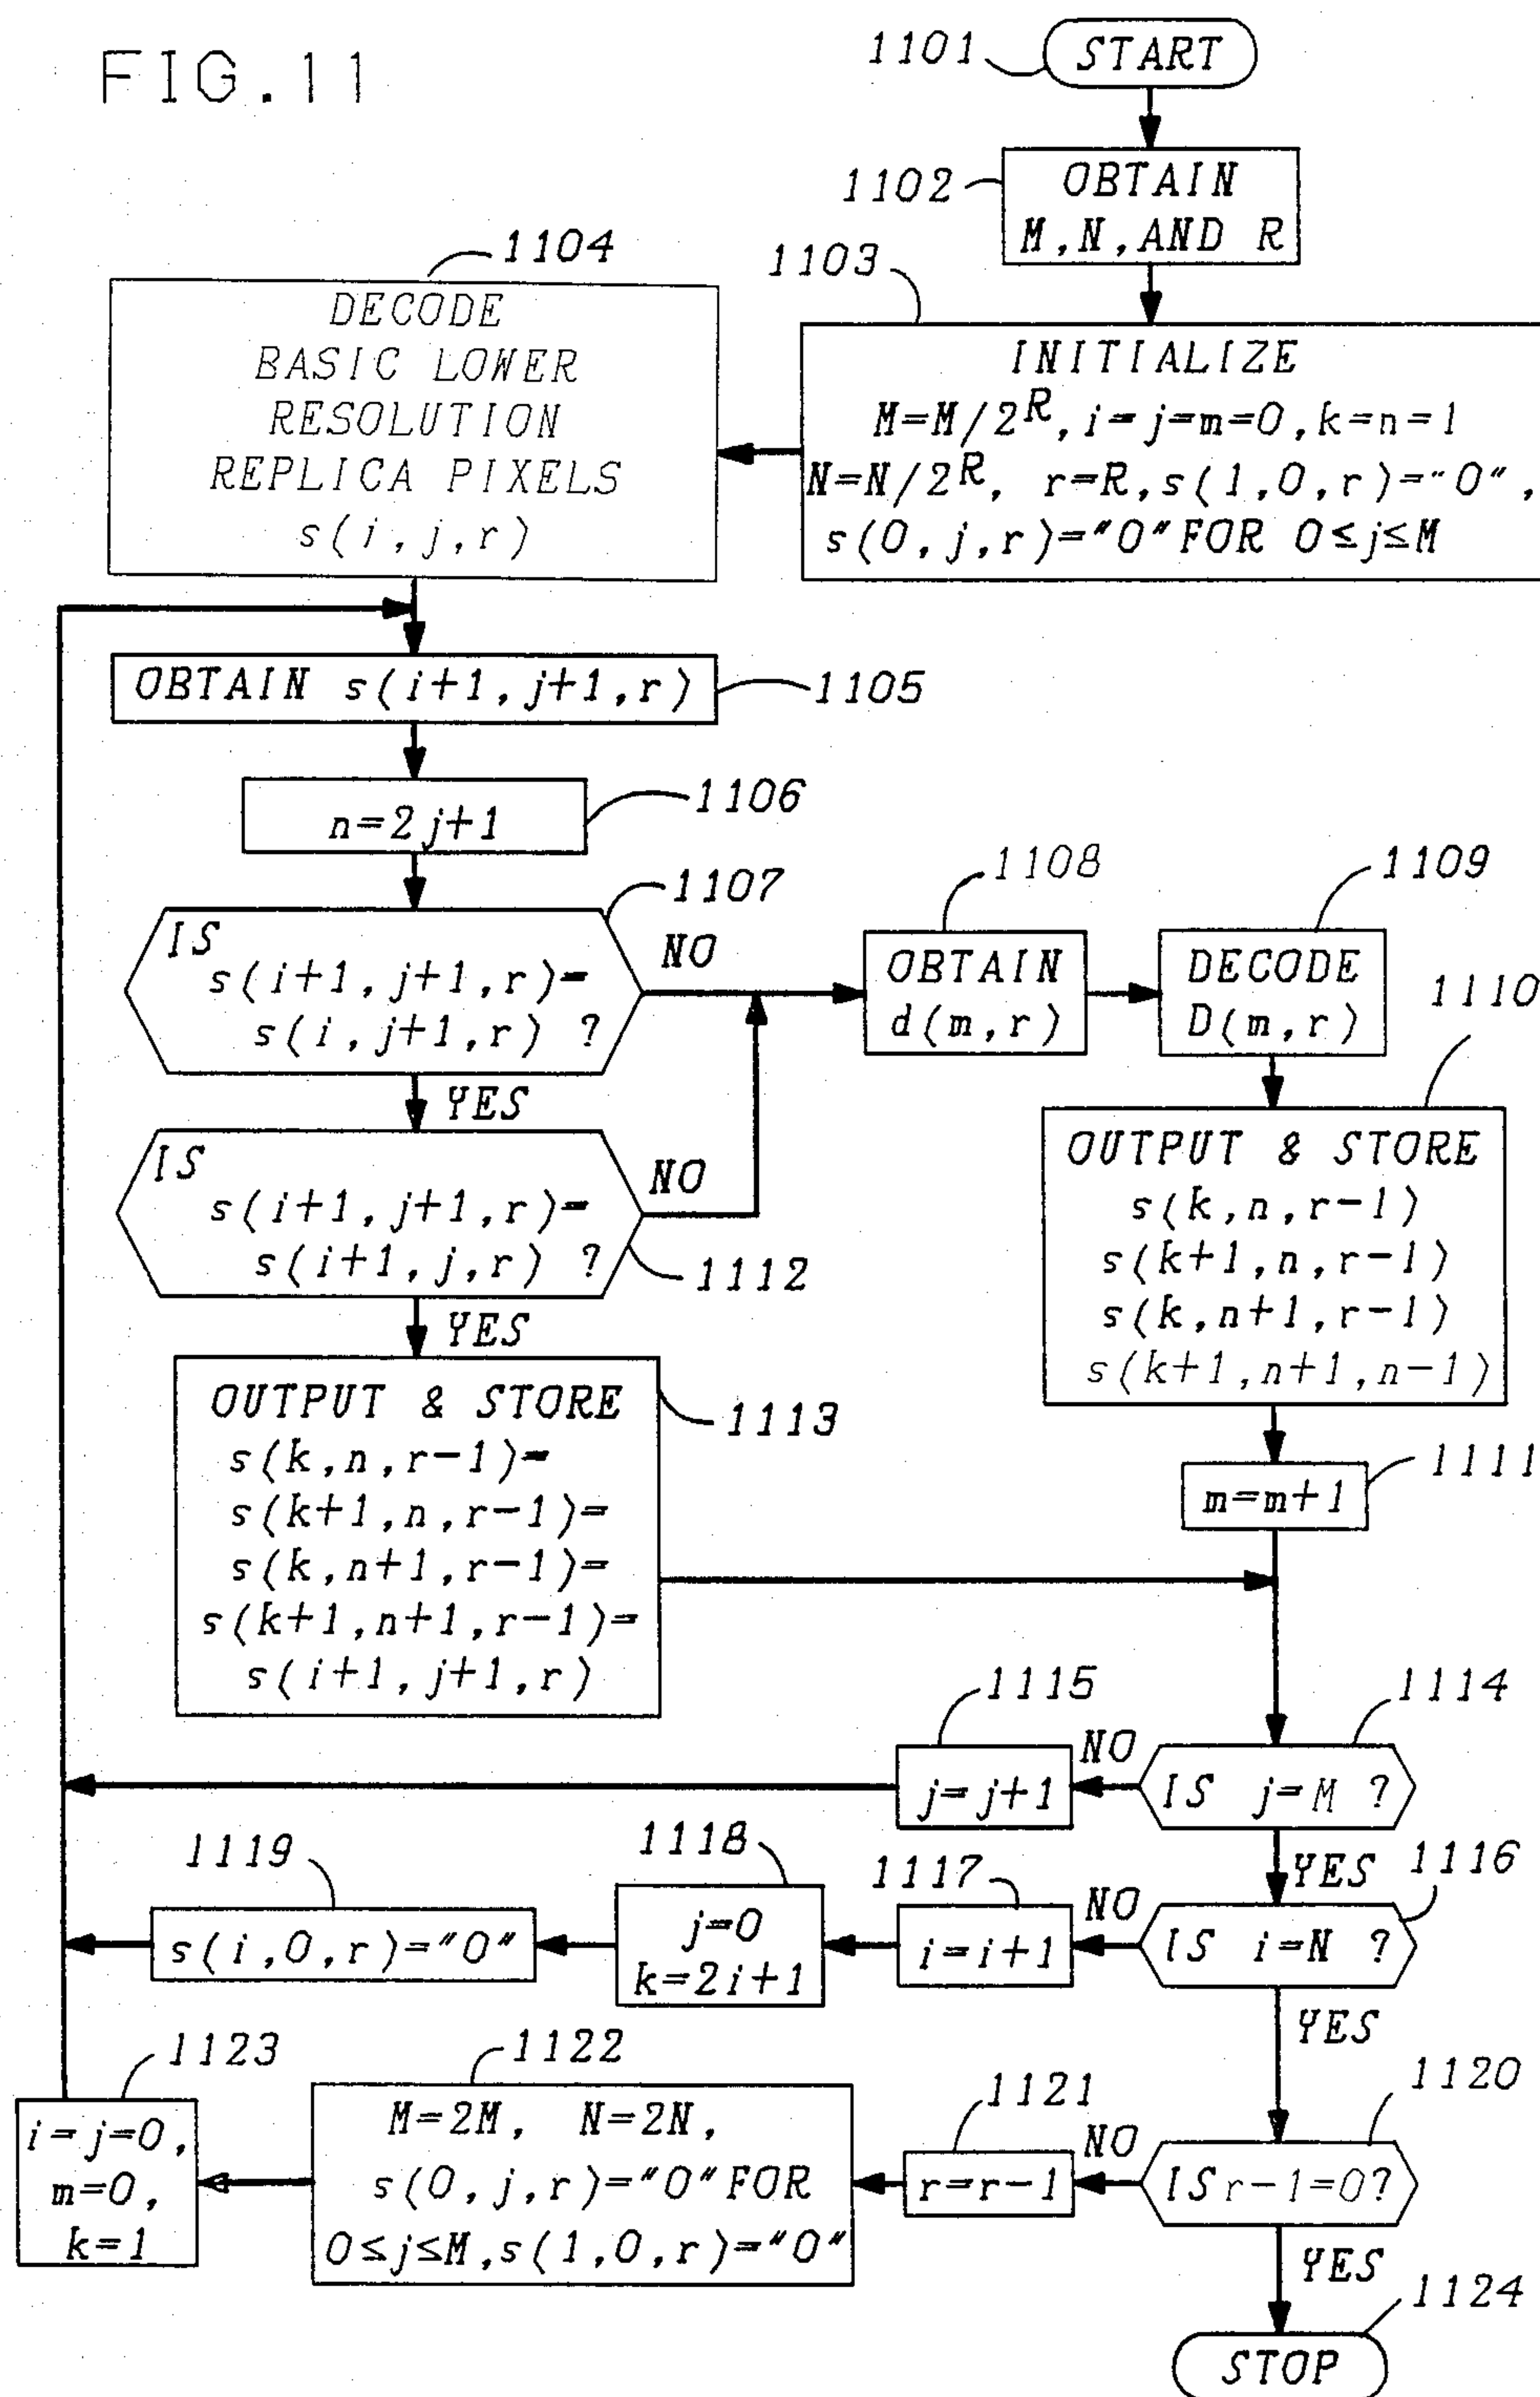 FIG.11
1101
START
1102
OBTAIN
M,N,AND R
1103
INITIALIZE
M=M/2^R,i=j=m=0,k=n=1
N=N/2^R, r=R,s(1,0,r)="0",
s(0,j,r)="0"FOR 0≤j≤M
1104
DECODE
BASIC LOWER
RESOLUTION
REPLICA PIXELS
s(i,j,r)
OBTAIN s(i+1,j+1,r)
1105
n=2j+1
1106
1107
IS
s(i+1,j+1,r)=
s(i,j+1,r) ?
NO
YES
1108
OBTAIN
d(m,r)
1109
DECODE
D(m,r)
1110
OUTPUT & STORE
s(k,n,r-1)
s(k+1,n,r-1)
s(k,n+1,r-1)
s(k+1,n+1,n-1)
1111
m=m+1
IS
s(i+1,j+1,r)=
s(i+1,j,r) ?
NO
1112
YES
OUTPUT & STORE
s(k,n,r-1)=
s(k+1,n,r-1)=
s(k,n+1,r-1)=
s(k+1,n+1,r-1)=
s(i+1,j+1,r)
1113
1114
IS j=M ?
NO
1115
j=j+1
YES
1116
IS i=N ?
NO
1117
i=i+1
1118
j=0
k=2i+1
1119
s(i,0,r)="0"
YES
1120
IS r-1=0?
NO
1121
r=r-1
1122
M=2M, N=2N,
s(0,j,r)="0"FOR
0≤j≤M,s(1,0,r)="0"
1123
i=j=0,
m=0,
k=1
YES
1124
STOP